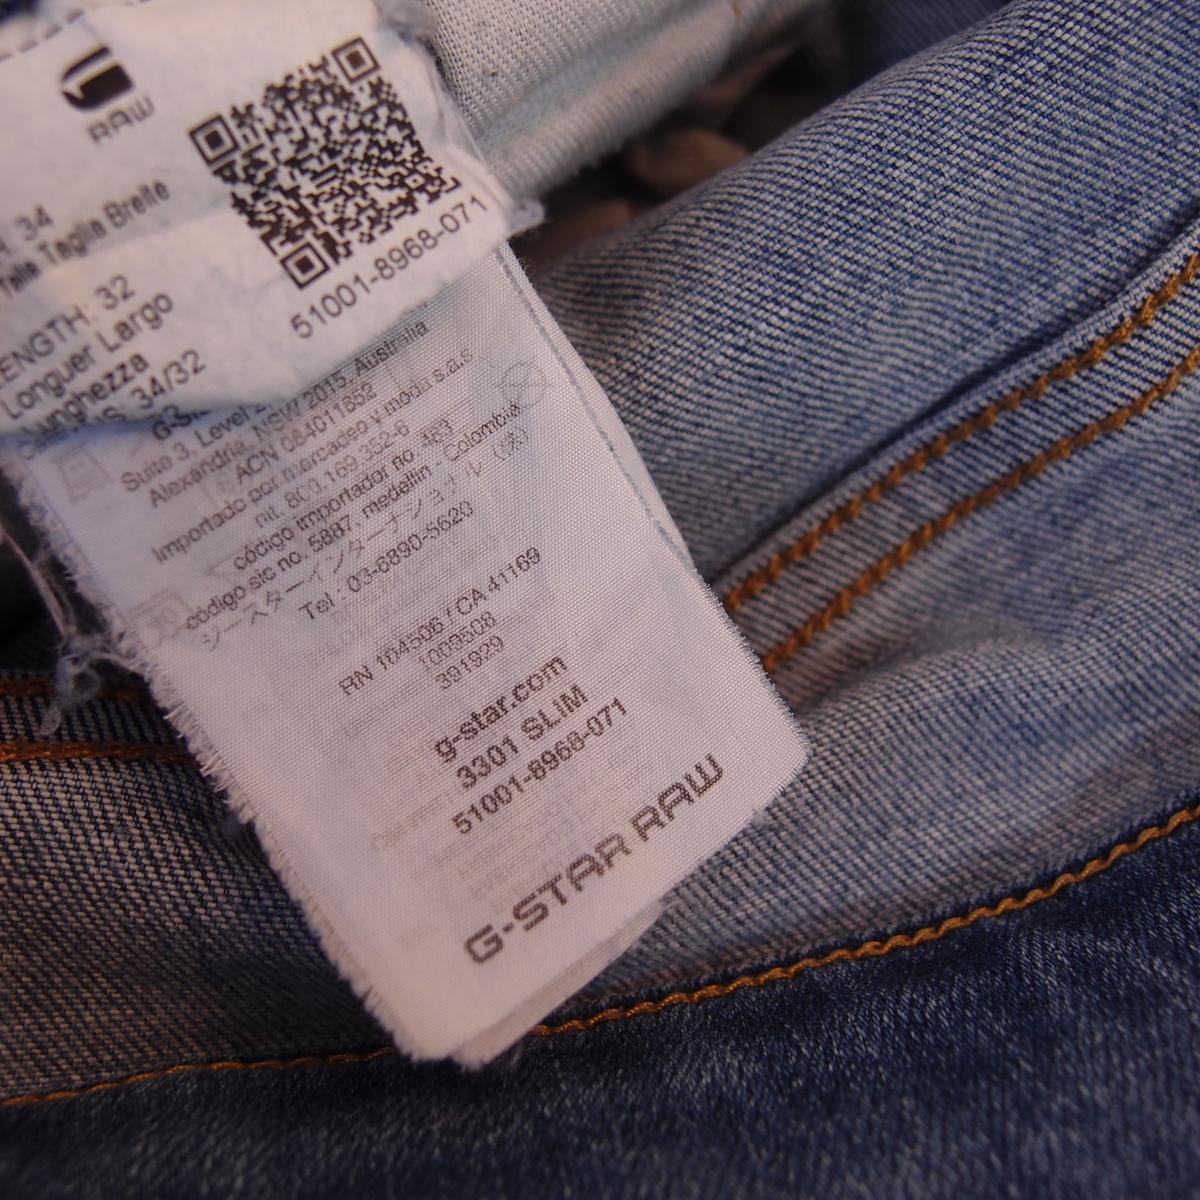 RAW
34
Taille Taglia Breite
LENGTH: 32
Longuer Largo
Lunghezza
34/32
51001-8968-071
Suite 3, Level 2,
Alexandria, NSW 2015, Australia
ACN 084011652
Importado por mercadeo y moda s.a.s
nit. 800.169.352-6
código importador no. 483
código sic no. 5887, medellin - Colombia
ジースターインターナショナル (株)
Tel : 03-6890-5620
RN 104506 / CA 41169
1009508
391929
g-star.com
3301 SLIM
51001-8968-071
G-STAR RAW